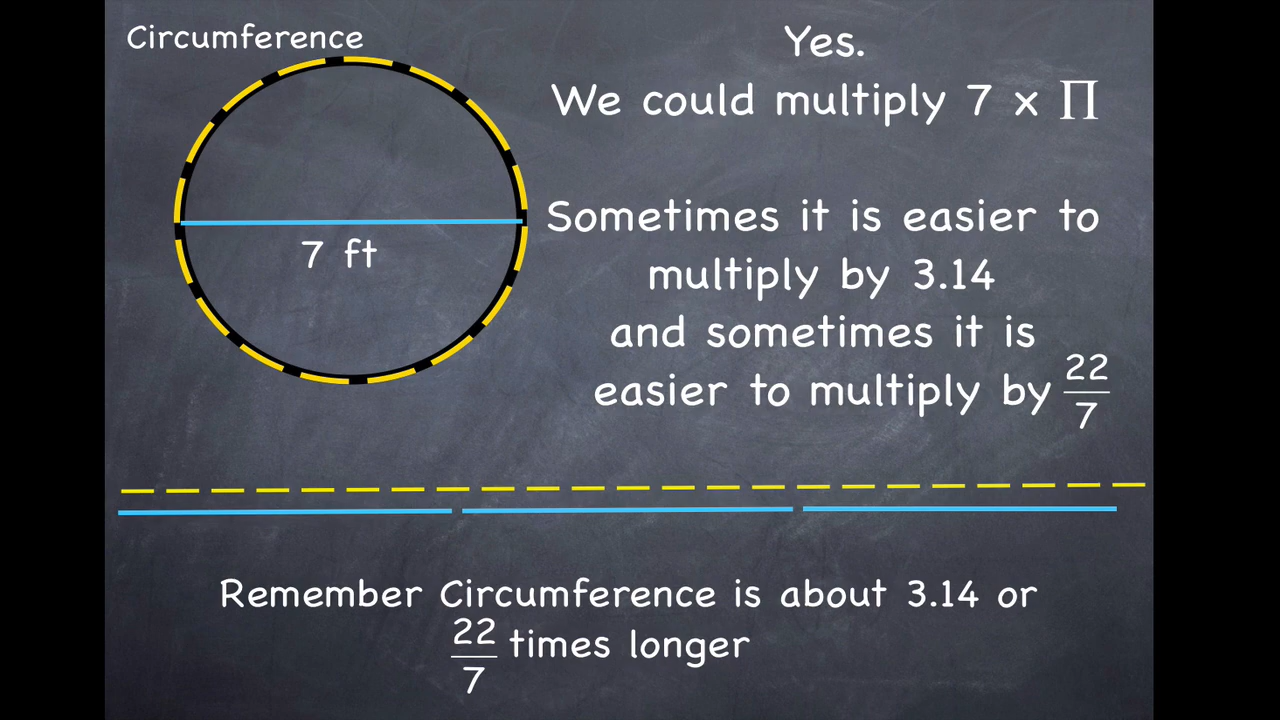 Circumference
7 ft
Yes.
We could multiply 7 x Π
Sometimes it is easier to
multiply by 3.14
and sometimes it is
easier to multiply by 22/7
Remember Circumference is about 3.14 or
22/7 times longer